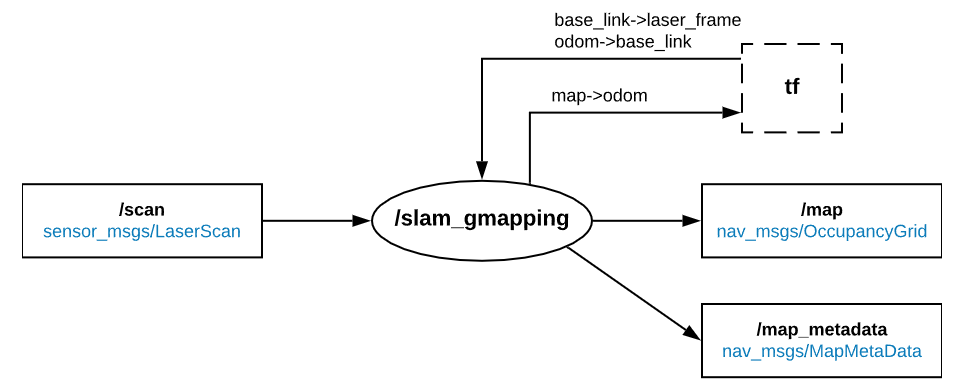 base_link->laser_frame
odom->base_link
tf
map->odom
/scan
sensor_msgs/LaserScan
/slam_gmapping
/map
nav_msgs/OccupancyGrid
/map_metadata
nav_msgs/MapMetaData